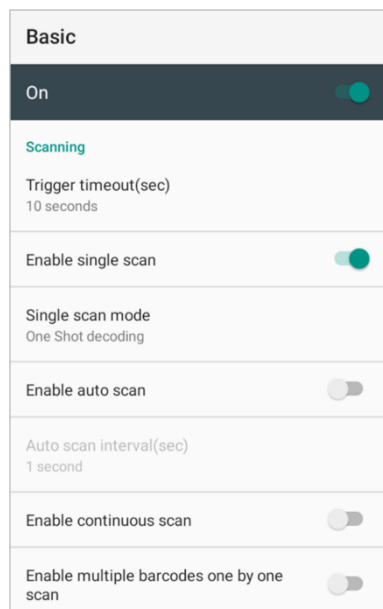 Basic
On
Scanning
Trigger timeout(sec)
10 seconds
Enable single scan
Single scan mode
One Shot decoding
Enable auto scan
Auto scan interval(sec)
1 second
Enable continuous scan
Enable multiple barcodes one by one
scan